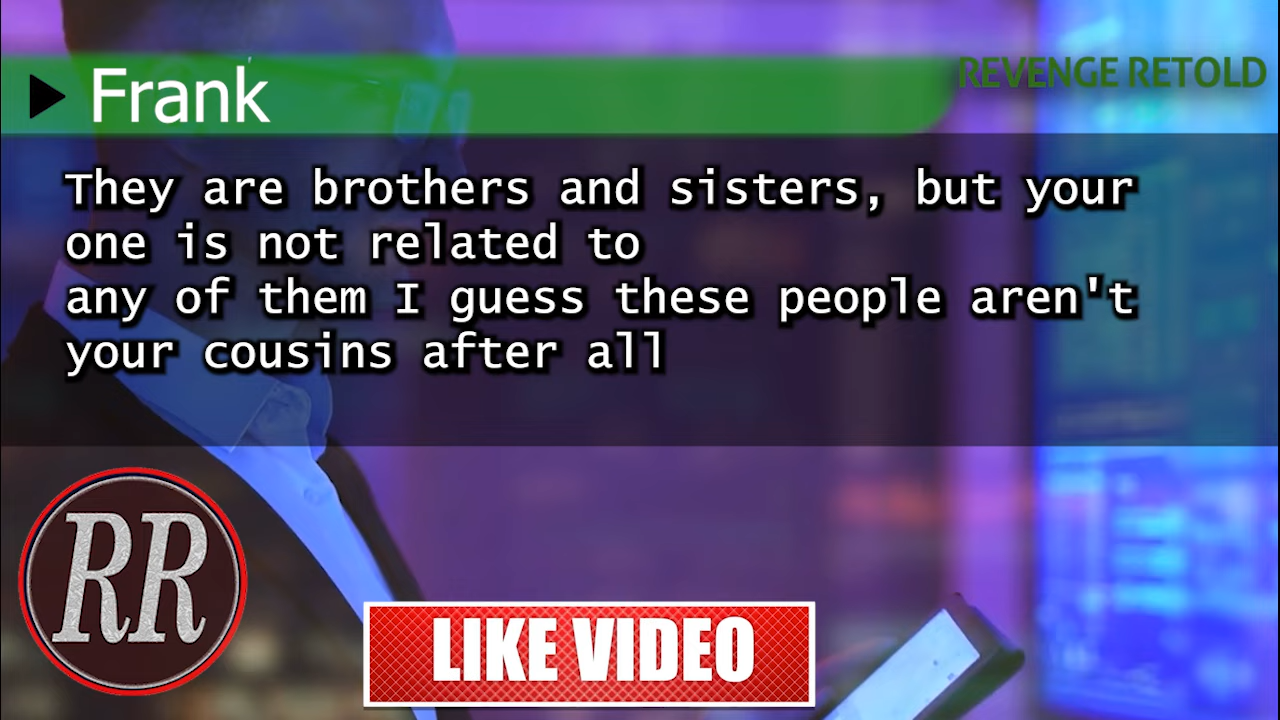 Frank
REVENGE RETOLD
They are brothers and sisters, but your
one is not related to
any of them I guess these people aren't
your cousins after all
RR
LIKE VIDEO